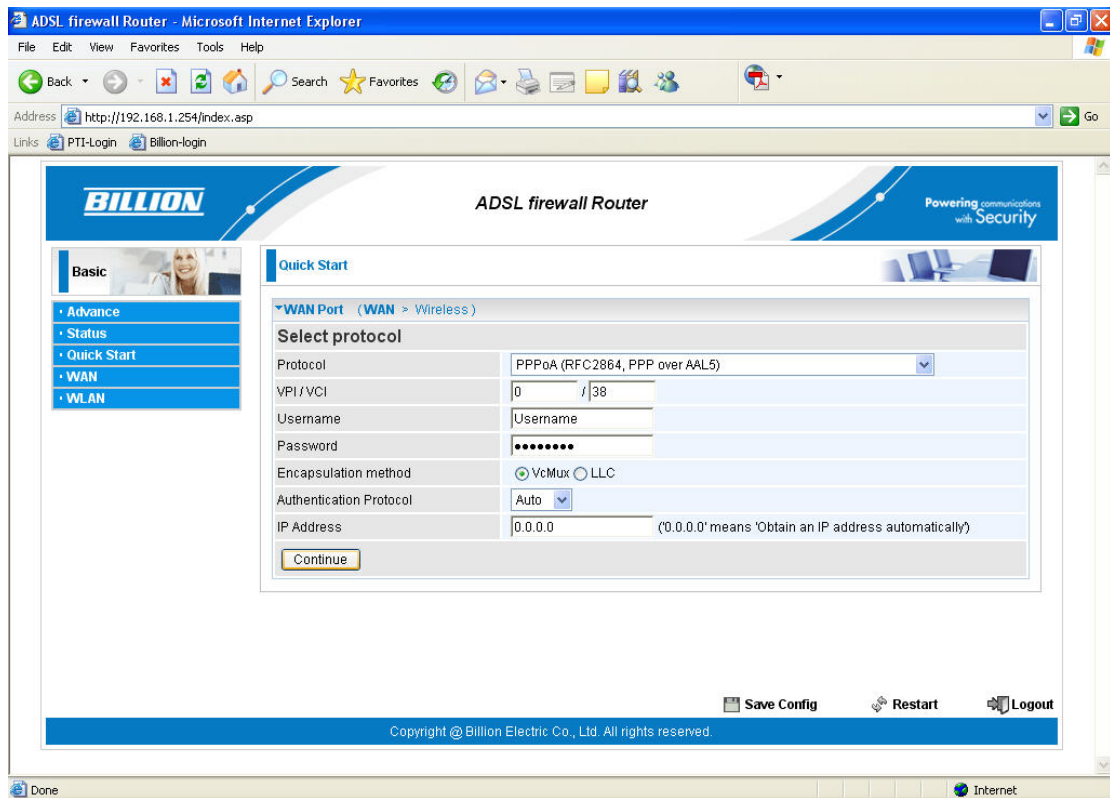 ADSL firewall Router - Microsoft Internet Explorer
File Edit View Favorites Tools Help
Back Search Favorites
Address http://192.168.1.254/index.asp Go
Links PTI-Login Billion-login
BILLION
ADSL firewall Router
Powering communications
with Security
Basic
Quick Start
· Advance
· Status
· Quick Start
· WAN
· WLAN
WAN Port (WAN > Wireless)
Select protocol
Protocol PPPoA (RFC2864, PPP over AAL5)
VPI / VCI 0 / 38
Username Username
Password ••••••••
Encapsulation method VcMux LLC
Authentication Protocol Auto
IP Address 0.0.0.0 ('0.0.0.0' means 'Obtain an IP address automatically')
Continue
Save Config Restart Logout
Copyright @ Billion Electric Co., Ltd. All rights reserved.
Done Internet